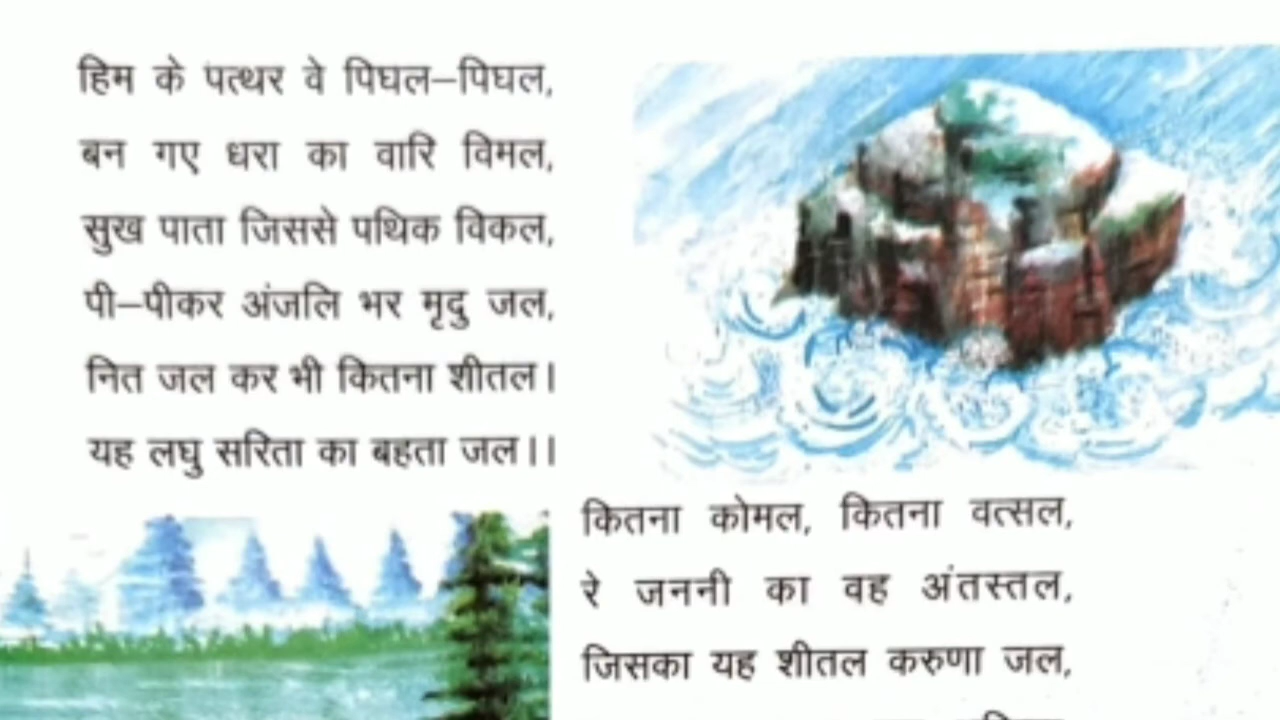 हिम के पत्थर वे पिघल–पिघल,
बन गए धरा का वारि विमल,
सुख पाता जिससे पथिक विकल,
पी–पीकर अंजलि भर मृदु जल,
नित जल कर भी कितना शीतल।
यह लघु सरिता का बहता जल।।
कितना कोमल, कितना वत्सल,
रे जननी का वह अंतस्तल,
जिसका यह शीतल करुणा जल,